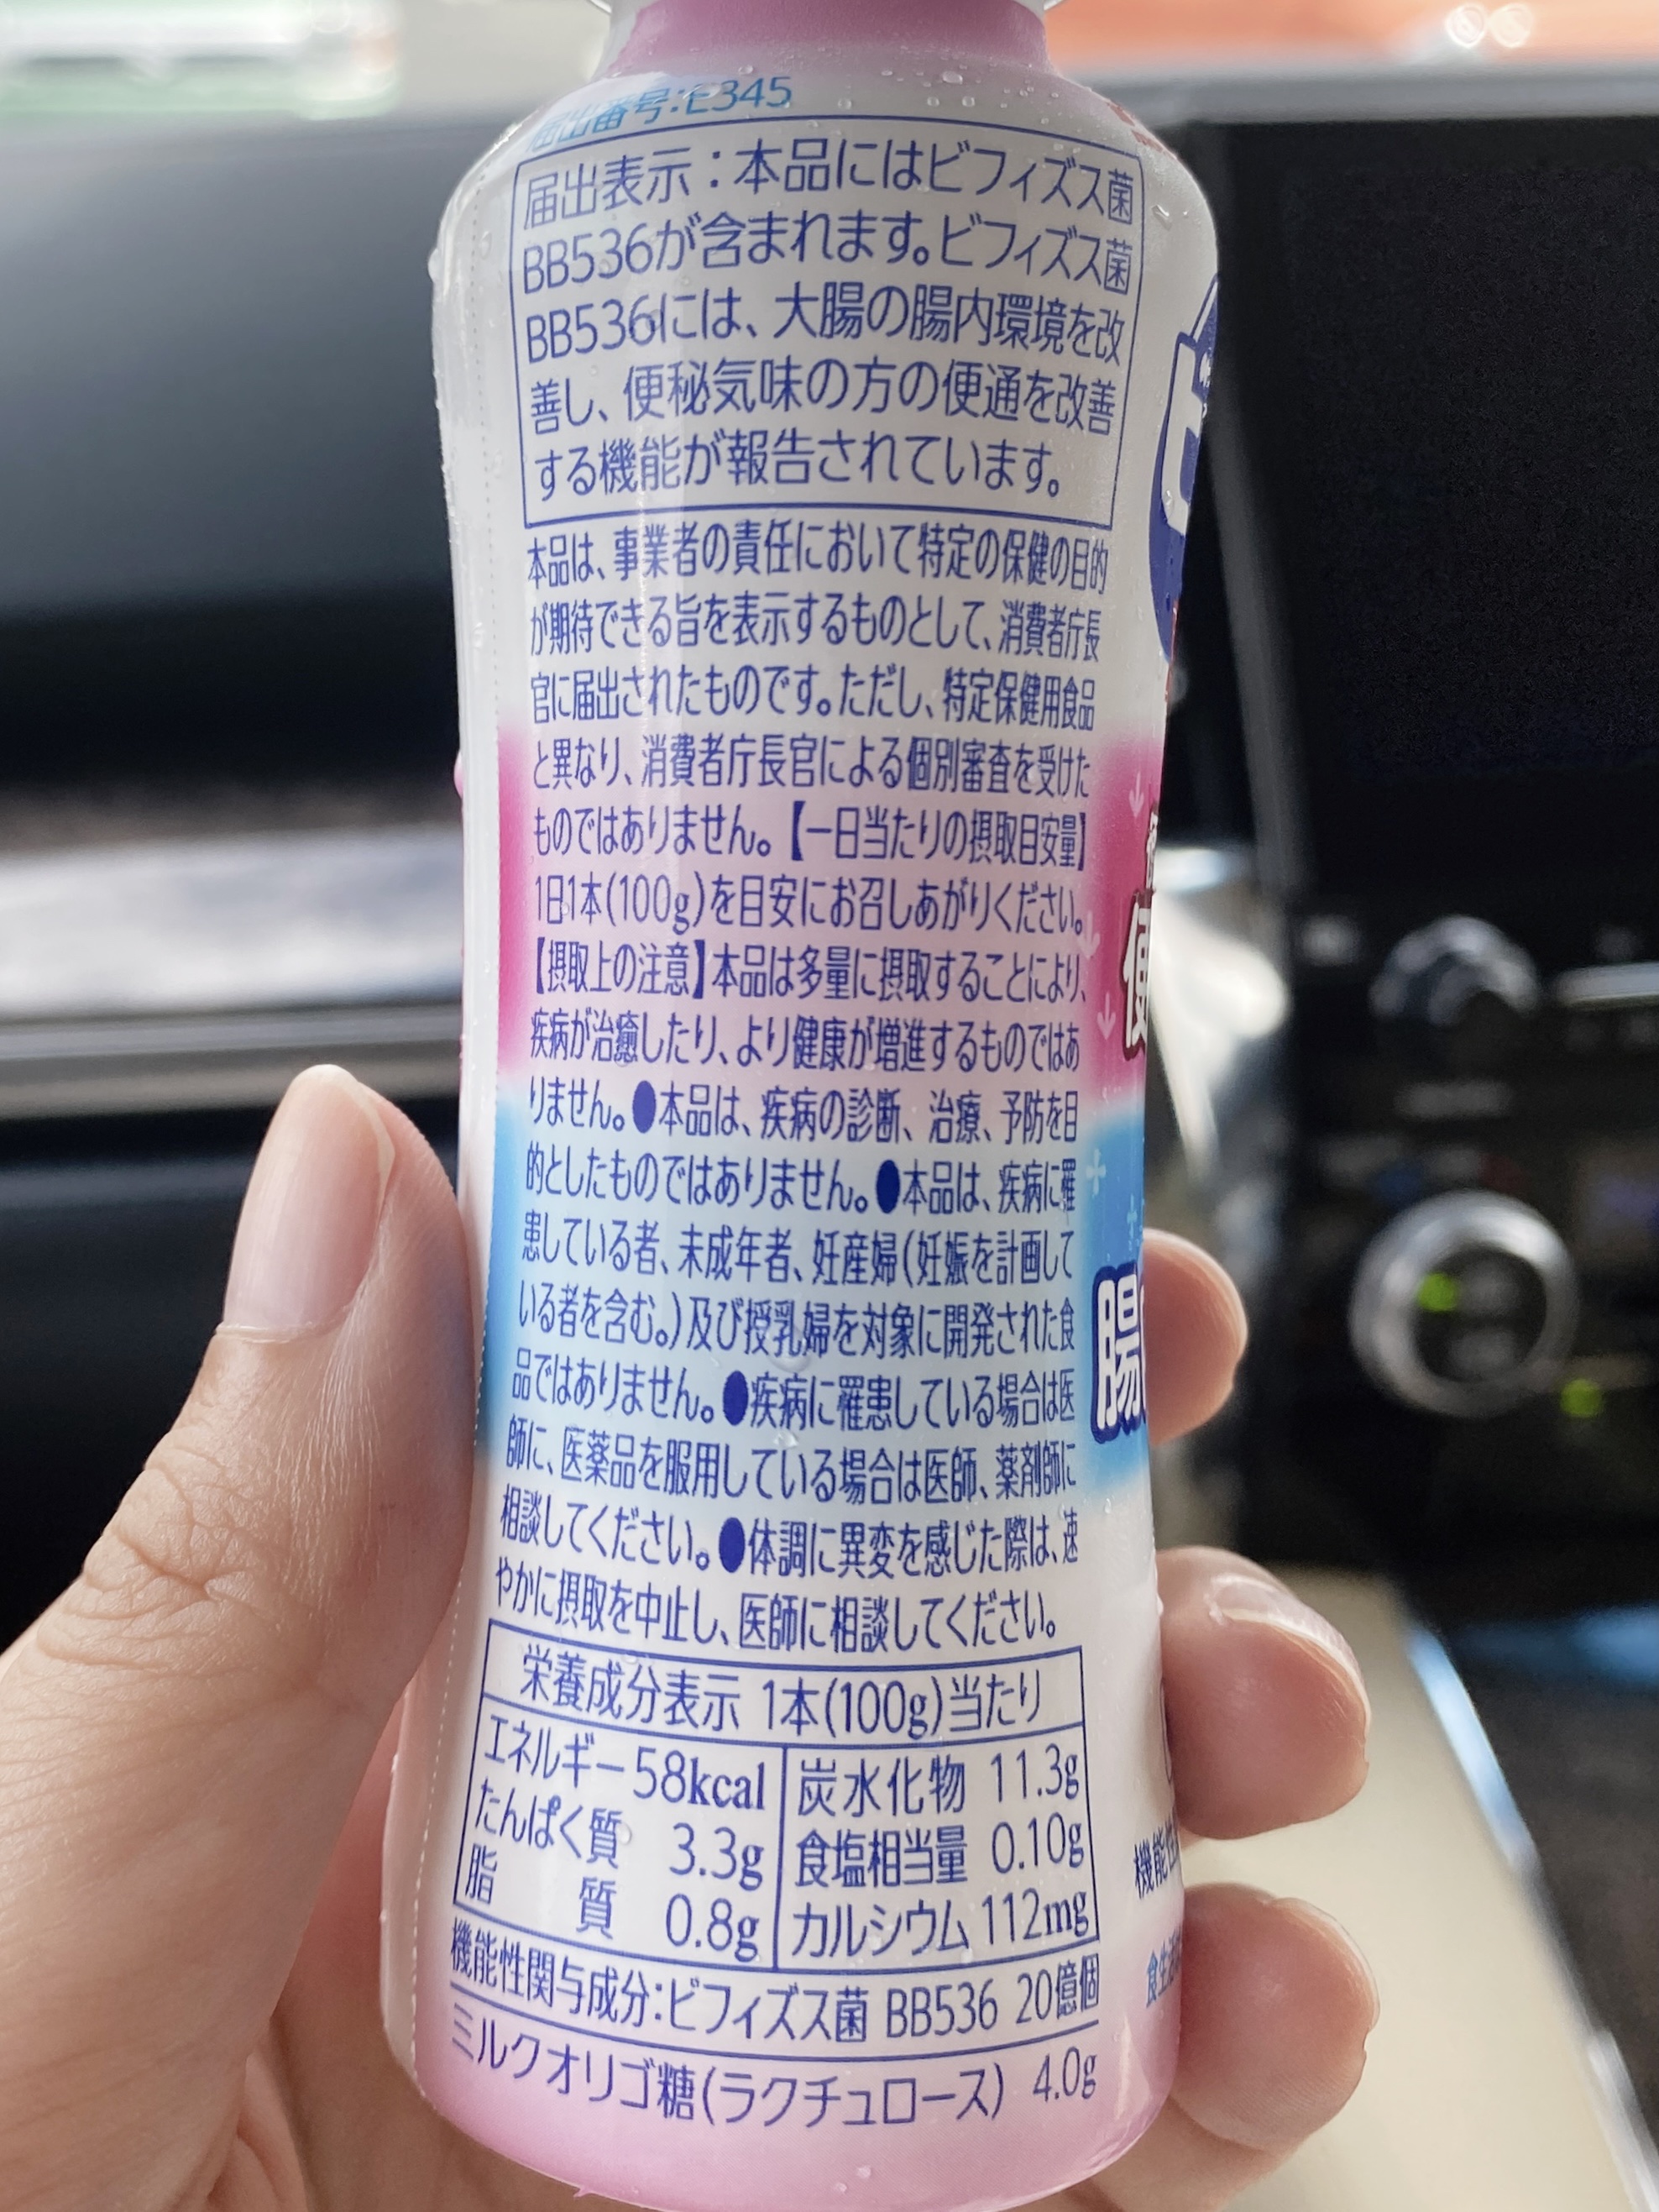 届出番号:E345
届出表示：本品にはビフィズス菌
BB536が含まれます。ビフィズス菌
BB536には、大腸の腸内環境を改
善し、便秘気味の方の便通を改善
する機能が報告されています。
本品は、事業者の責任において特定の保健の目的
が期待できる旨を表示するものとして、消費者庁長
官に届出されたものです。ただし、特定保健用食品
と異なり、消費者庁長官による個別審査を受けた
ものではありません。【一日当たりの摂取目安量】
1日1本(100g)を目安にお召しあがりください。
【摂取上の注意】本品は多量に摂取することにより、
疾病が治癒したり、より健康が増進するものではあ
りません。●本品は、疾病の診断、治療、予防を目
的としたものではありません。●本品は、疾病に罹
患している者、未成年者、妊産婦(妊娠を計画して
いる者を含む。)及び授乳婦を対象に開発された食
品ではありません。●疾病に罹患している場合は医
師に、医薬品を服用している場合は医師、薬剤師に
相談してください。●体調に異変を感じた際は、速
やかに摂取を中止し、医師に相談してください。
栄養成分表示 1本(100g)当たり
エネルギー 58kcal
たんぱく質 3.3g
脂質 0.8g
炭水化物 11.3g
食塩相当量 0.10g
カルシウム 112mg
機能性関与成分:ビフィズス菌 BB536 20億個
ミルクオリゴ糖(ラクチュロース) 4.0g
便
腸
機能性
食生活